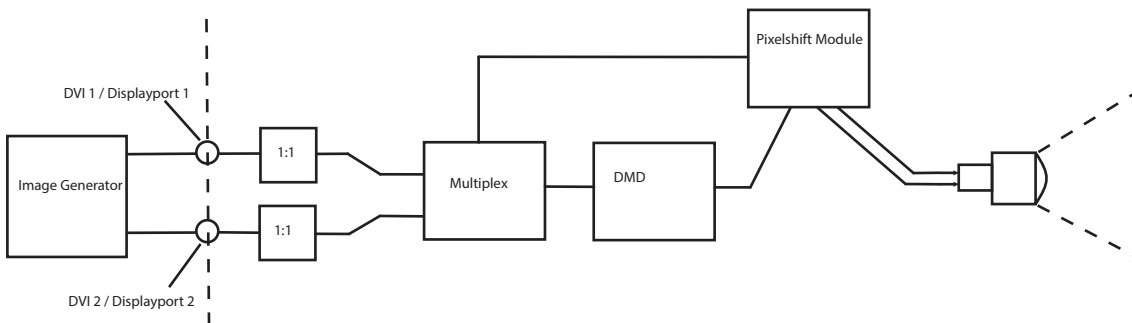 Pixelshift Module
DVI 1 / Displayport 1
1:1
Image Generator
Multiplex
DMD
1:1
DVI 2 / Displayport 2